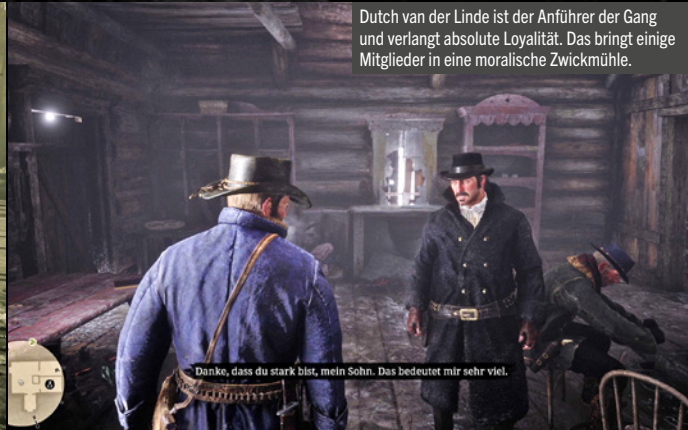 Dutch van der Linde ist der Anführer der Gang
und verlangt absolute Loyalität. Das bringt einige
Mitglieder in eine moralische Zwickmühle.
Danke, dass du stark bist, mein Sohn. Das bedeutet mir sehr viel.